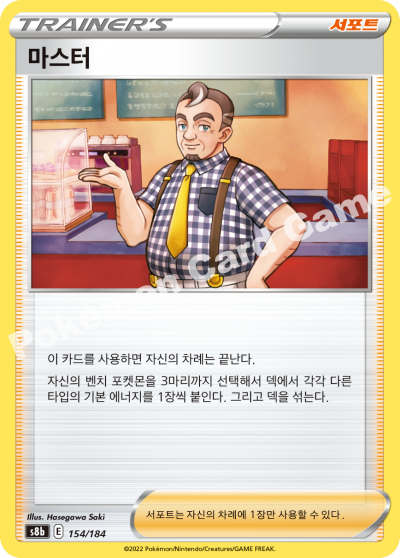 TRAINER'S
서포트
마스터
Pokémon Card Game
이 카드를 사용하면 자신의 차례는 끝난다.
자신의 벤치 포켓몬을 3마리까지 선택해서 덱에서 각각 다른
타입의 기본 에너지를 1장씩 붙인다. 그리고 덱을 섞는다.
Illus. Hasegawa Saki
s8b E 154/184
서포트는 자신의 차례에 1장만 사용할 수 있다.
©2022 Pokémon/Nintendo/Creatures/GAME FREAK.